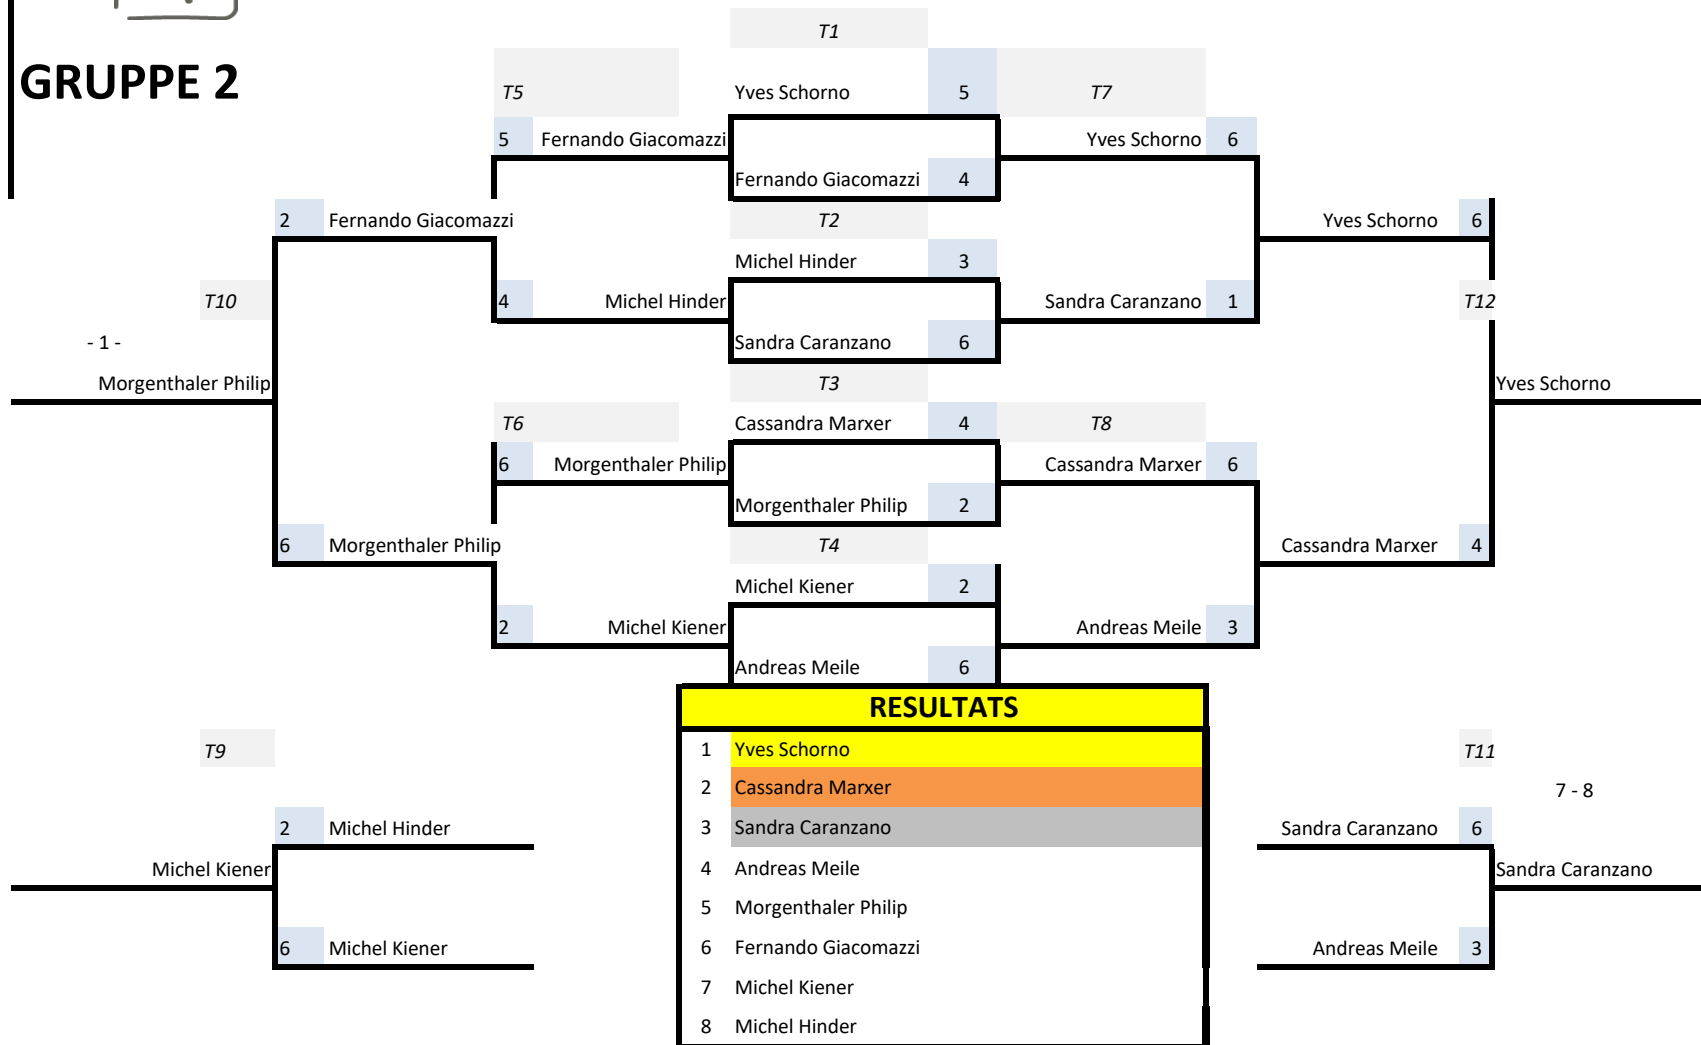 T1
GRUPPE 2
T5 Yves Schorno 5 T7
5 Fernando Giacomazzi Yves Schorno 6
Fernando Giacomazzi 4
2 Fernando Giacomazzi T2 Yves Schorno 6
Michel Hinder 3
T10 4 Michel Hinder Sandra Caranzano 1 T12
- 1 - Sandra Caranzano 6
Morgenthaler Philip T3 Yves Schorno
T6 Cassandra Marxer 4 T8
6 Morgenthaler Philip Cassandra Marxer 6
Morgenthaler Philip 2
6 Morgenthaler Philip T4 Cassandra Marxer 4
Michel Kiener 2
2 Michel Kiener Andreas Meile 3
Andreas Meile 6
RESULTATS
T9 1 Yves Schorno T11
2 Cassandra Marxer 7 - 8
2 Michel Hinder 3 Sandra Caranzano Sandra Caranzano 6
Michel Kiener 4 Andreas Meile Sandra Caranzano
5 Morgenthaler Philip
6 Michel Kiener 6 Fernando Giacomazzi Andreas Meile 3
7 Michel Kiener
8 Michel Hinder